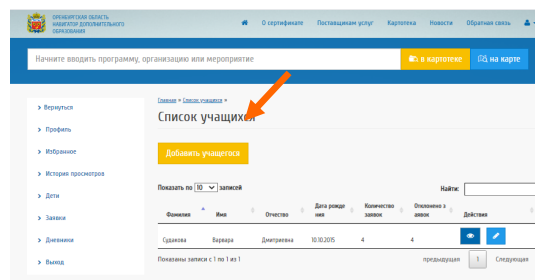 ОРЕНБУРГСКАЯ ОБЛАСТЬ
НАВИГАТОР ДОПОЛНИТЕЛЬНОГО
ОБРАЗОВАНИЯ
О сертификате Поставщикам услуг Картотека Новости Обратная связь
Начните вводить программу, организацию или мероприятие
в картотеке
на карте
> Вернуться
> Профиль
> Избранное
> История просмотров
> Дети
> Заявки
> Дневники
> Выход
Главная » Список учащихся »
Список учащихся
Добавить учащегося
Показать по 10 записей
Найти:
Фамилия Имя Отчество Дата рожде
ния Количество
заявок Отклонено з
аявок Действия
Судакова Варвара Дмитриевна 10.10.2015 4 4
Показаны записи с 1 по 1 из 1
предыдущая 1 Следующая